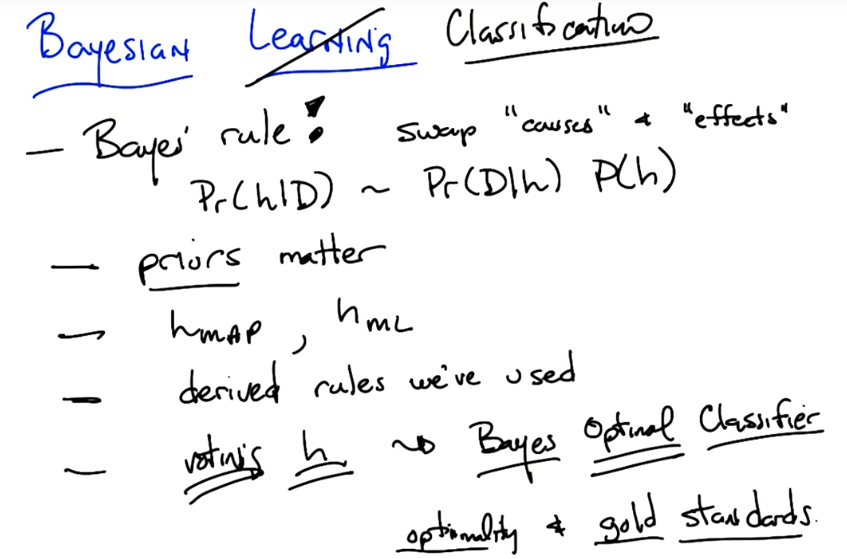 Bayesian Learning Classification
- Bayes' rule! swap "causes" & "effects"
Pr(h|D) ~ Pr(D|h) P(h)
- priors matter
- hMAP, hML
- derived rules we've used
- voting h ~> Bayes Optimal Classifier
optimality & gold standards.